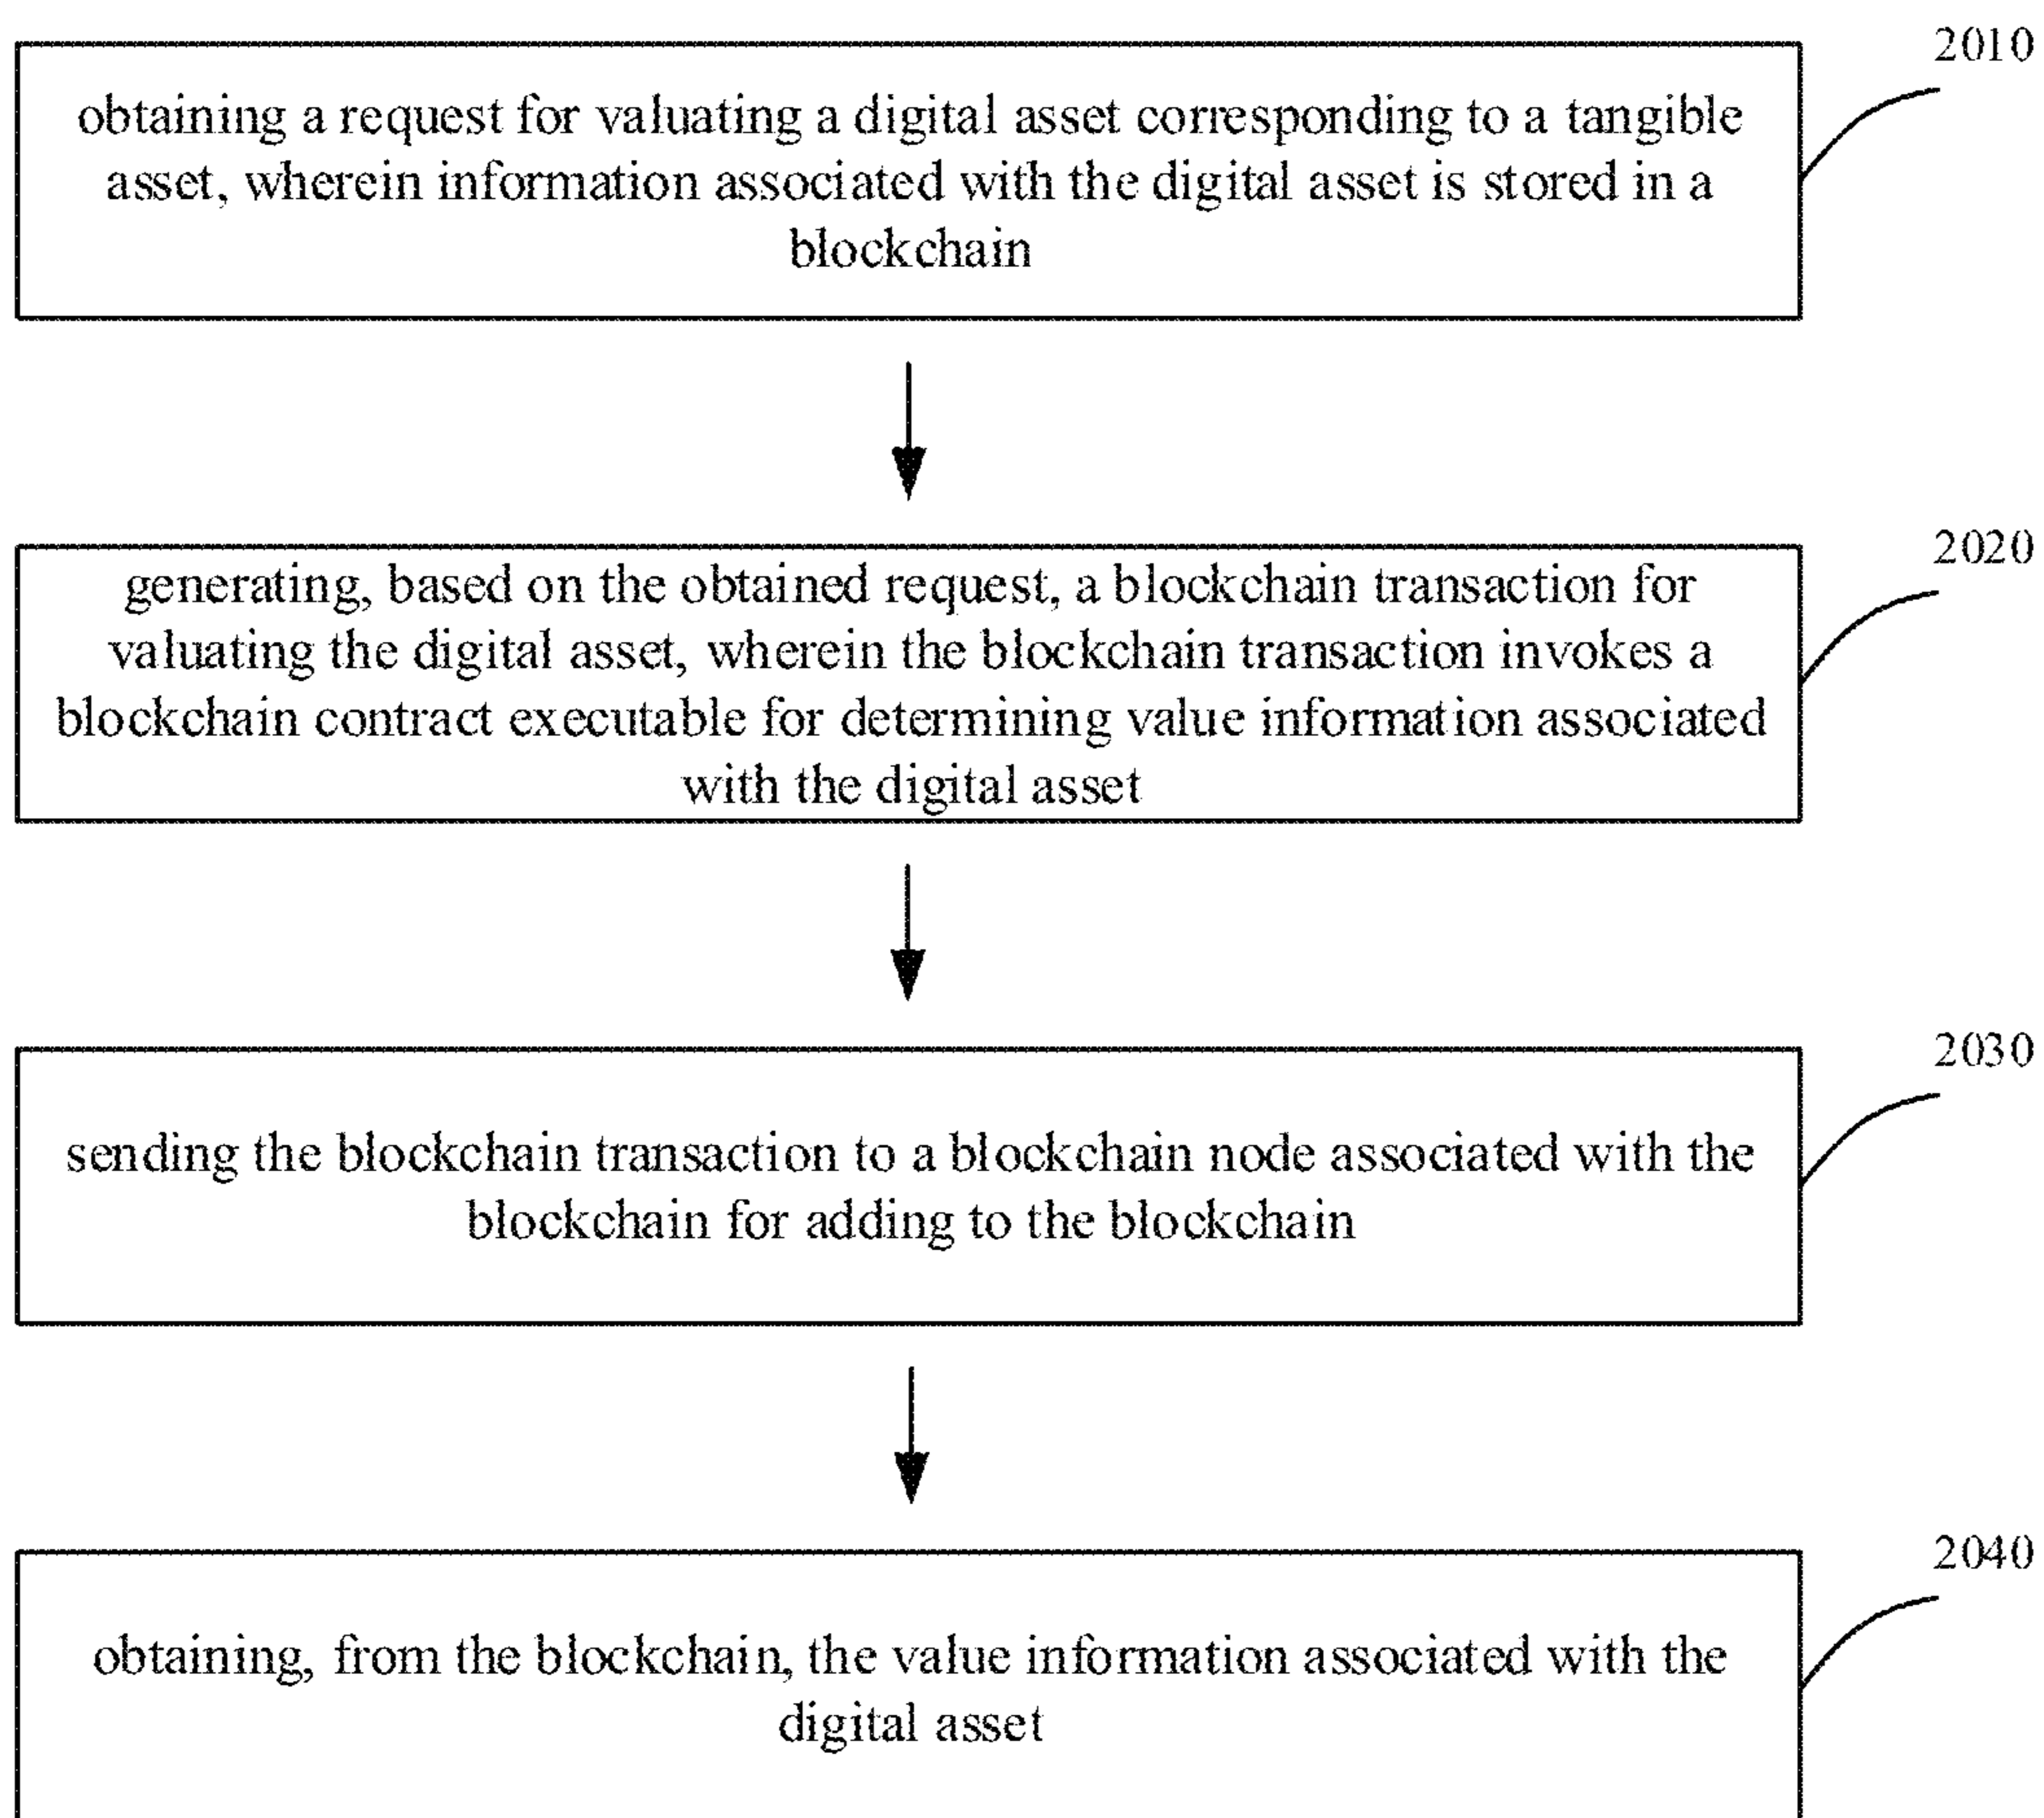 2010
obtaining a request for valuating a digital asset corresponding to a tangible
asset, wherein information associated with the digital asset is stored in a
blockchain
2020
generating, based on the obtained request, a blockchain transaction for
valuating the digital asset, wherein the blockchain transaction invokes a
blockchain contract executable for determining value information associated
with the digital asset
2030
sending the blockchain transaction to a blockchain node associated with the
blockchain for adding to the blockchain
2040
obtaining, from the blockchain, the value information associated with the
digital asset